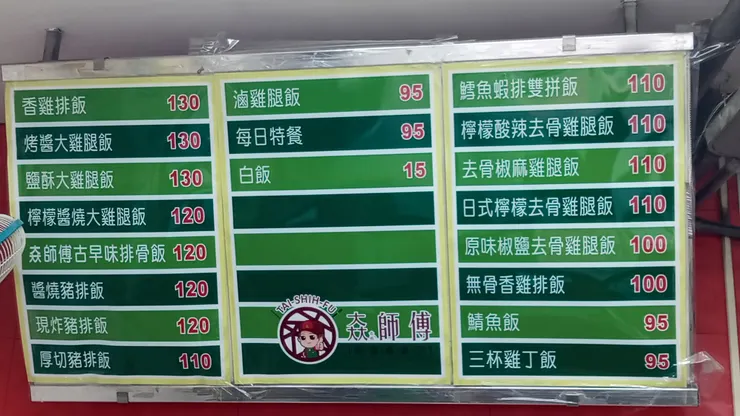 香雞排飯 130
烤醬大雞腿飯 130
鹽酥大雞腿飯 130
檸檬醬燒大雞腿飯 120
猋師傅古早味排骨飯 120
醬燒豬排飯 120
現炸豬排飯 120
厚切豬排飯 110
滷雞腿飯 95
每日特餐 95
白飯 15
TAI-SHIH-FU
師傅
鱈魚蝦排雙拼飯 110
檸檬酸辣去骨雞腿飯 110
去骨椒麻雞腿飯 110
日式檸檬去骨雞腿飯 110
原味椒鹽去骨雞腿飯 100
無骨香雞排飯 100
鯖魚飯 95
三杯雞丁飯 95